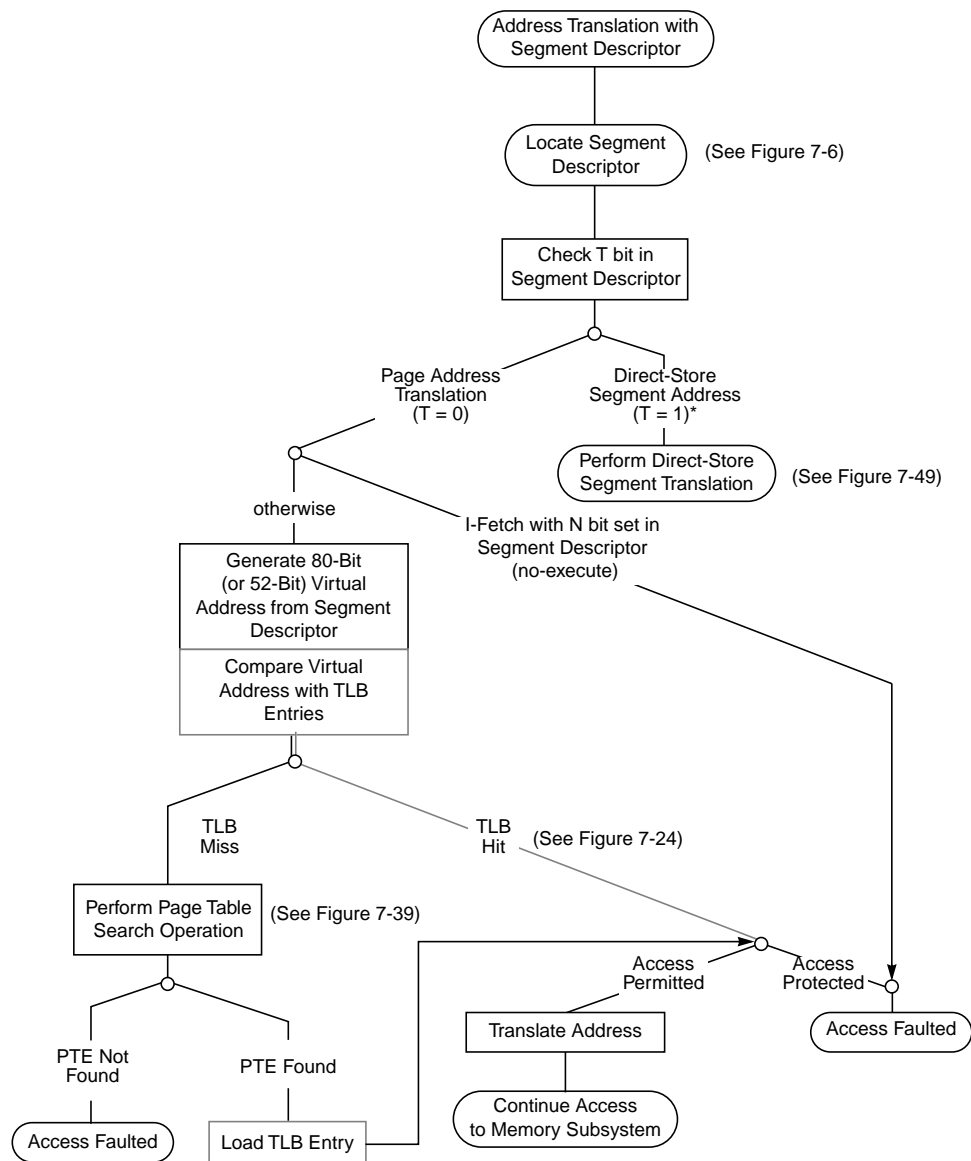 Address Translation with
Segment Descriptor
Locate Segment
Descriptor
(See Figure 7-6)
Check T bit in
Segment Descriptor
Page Address
Translation
(T = 0)
Direct-Store
Segment Address
(T = 1)*
Perform Direct-Store
Segment Translation
(See Figure 7-49)
otherwise
I-Fetch with N bit set in
Segment Descriptor
(no-execute)
Generate 80-Bit
(or 52-Bit) Virtual
Address from Segment
Descriptor
Compare Virtual
Address with TLB
Entries
TLB
Miss
TLB
Hit
(See Figure 7-24)
Perform Page Table
Search Operation
(See Figure 7-39)
Access
Permitted
Access
Protected
Translate Address
Access Faulted
PTE Not
Found
PTE Found
Continue Access
to Memory Subsystem
Access Faulted
Load TLB Entry